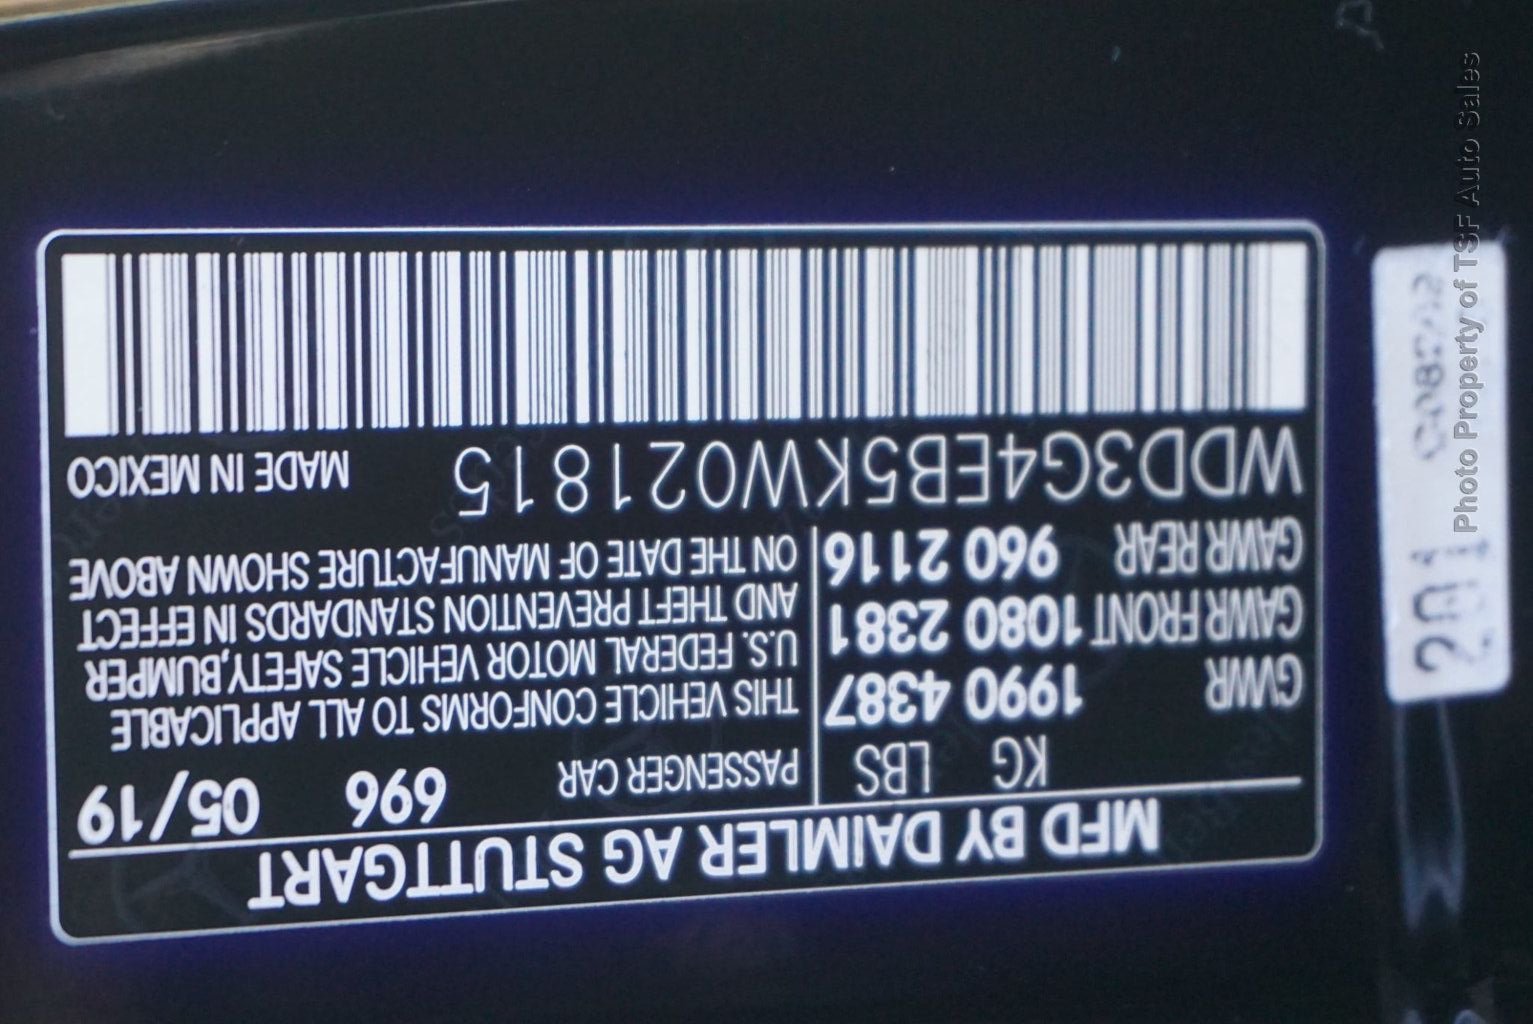 MFD BY DAIMLER AG STUTTGART
PASSENGER CAR 696 05/19
KG LBS
GWR 1990 4387
GAWR FRONT 1080 2381
GAWR REAR 960 2116
THIS VEHICLE CONFORMS TO ALL APPLICABLE
U.S. FEDERAL MOTOR VEHICLE SAFETY,BUMPER
AND THEFT PREVENTION STANDARDS IN EFFECT
ON THE DATE OF MANUFACTURE SHOWN ABOVE
WDD3G4EB5KW021815 MADE IN MEXICO
Photo Property of TSF Auto Sales